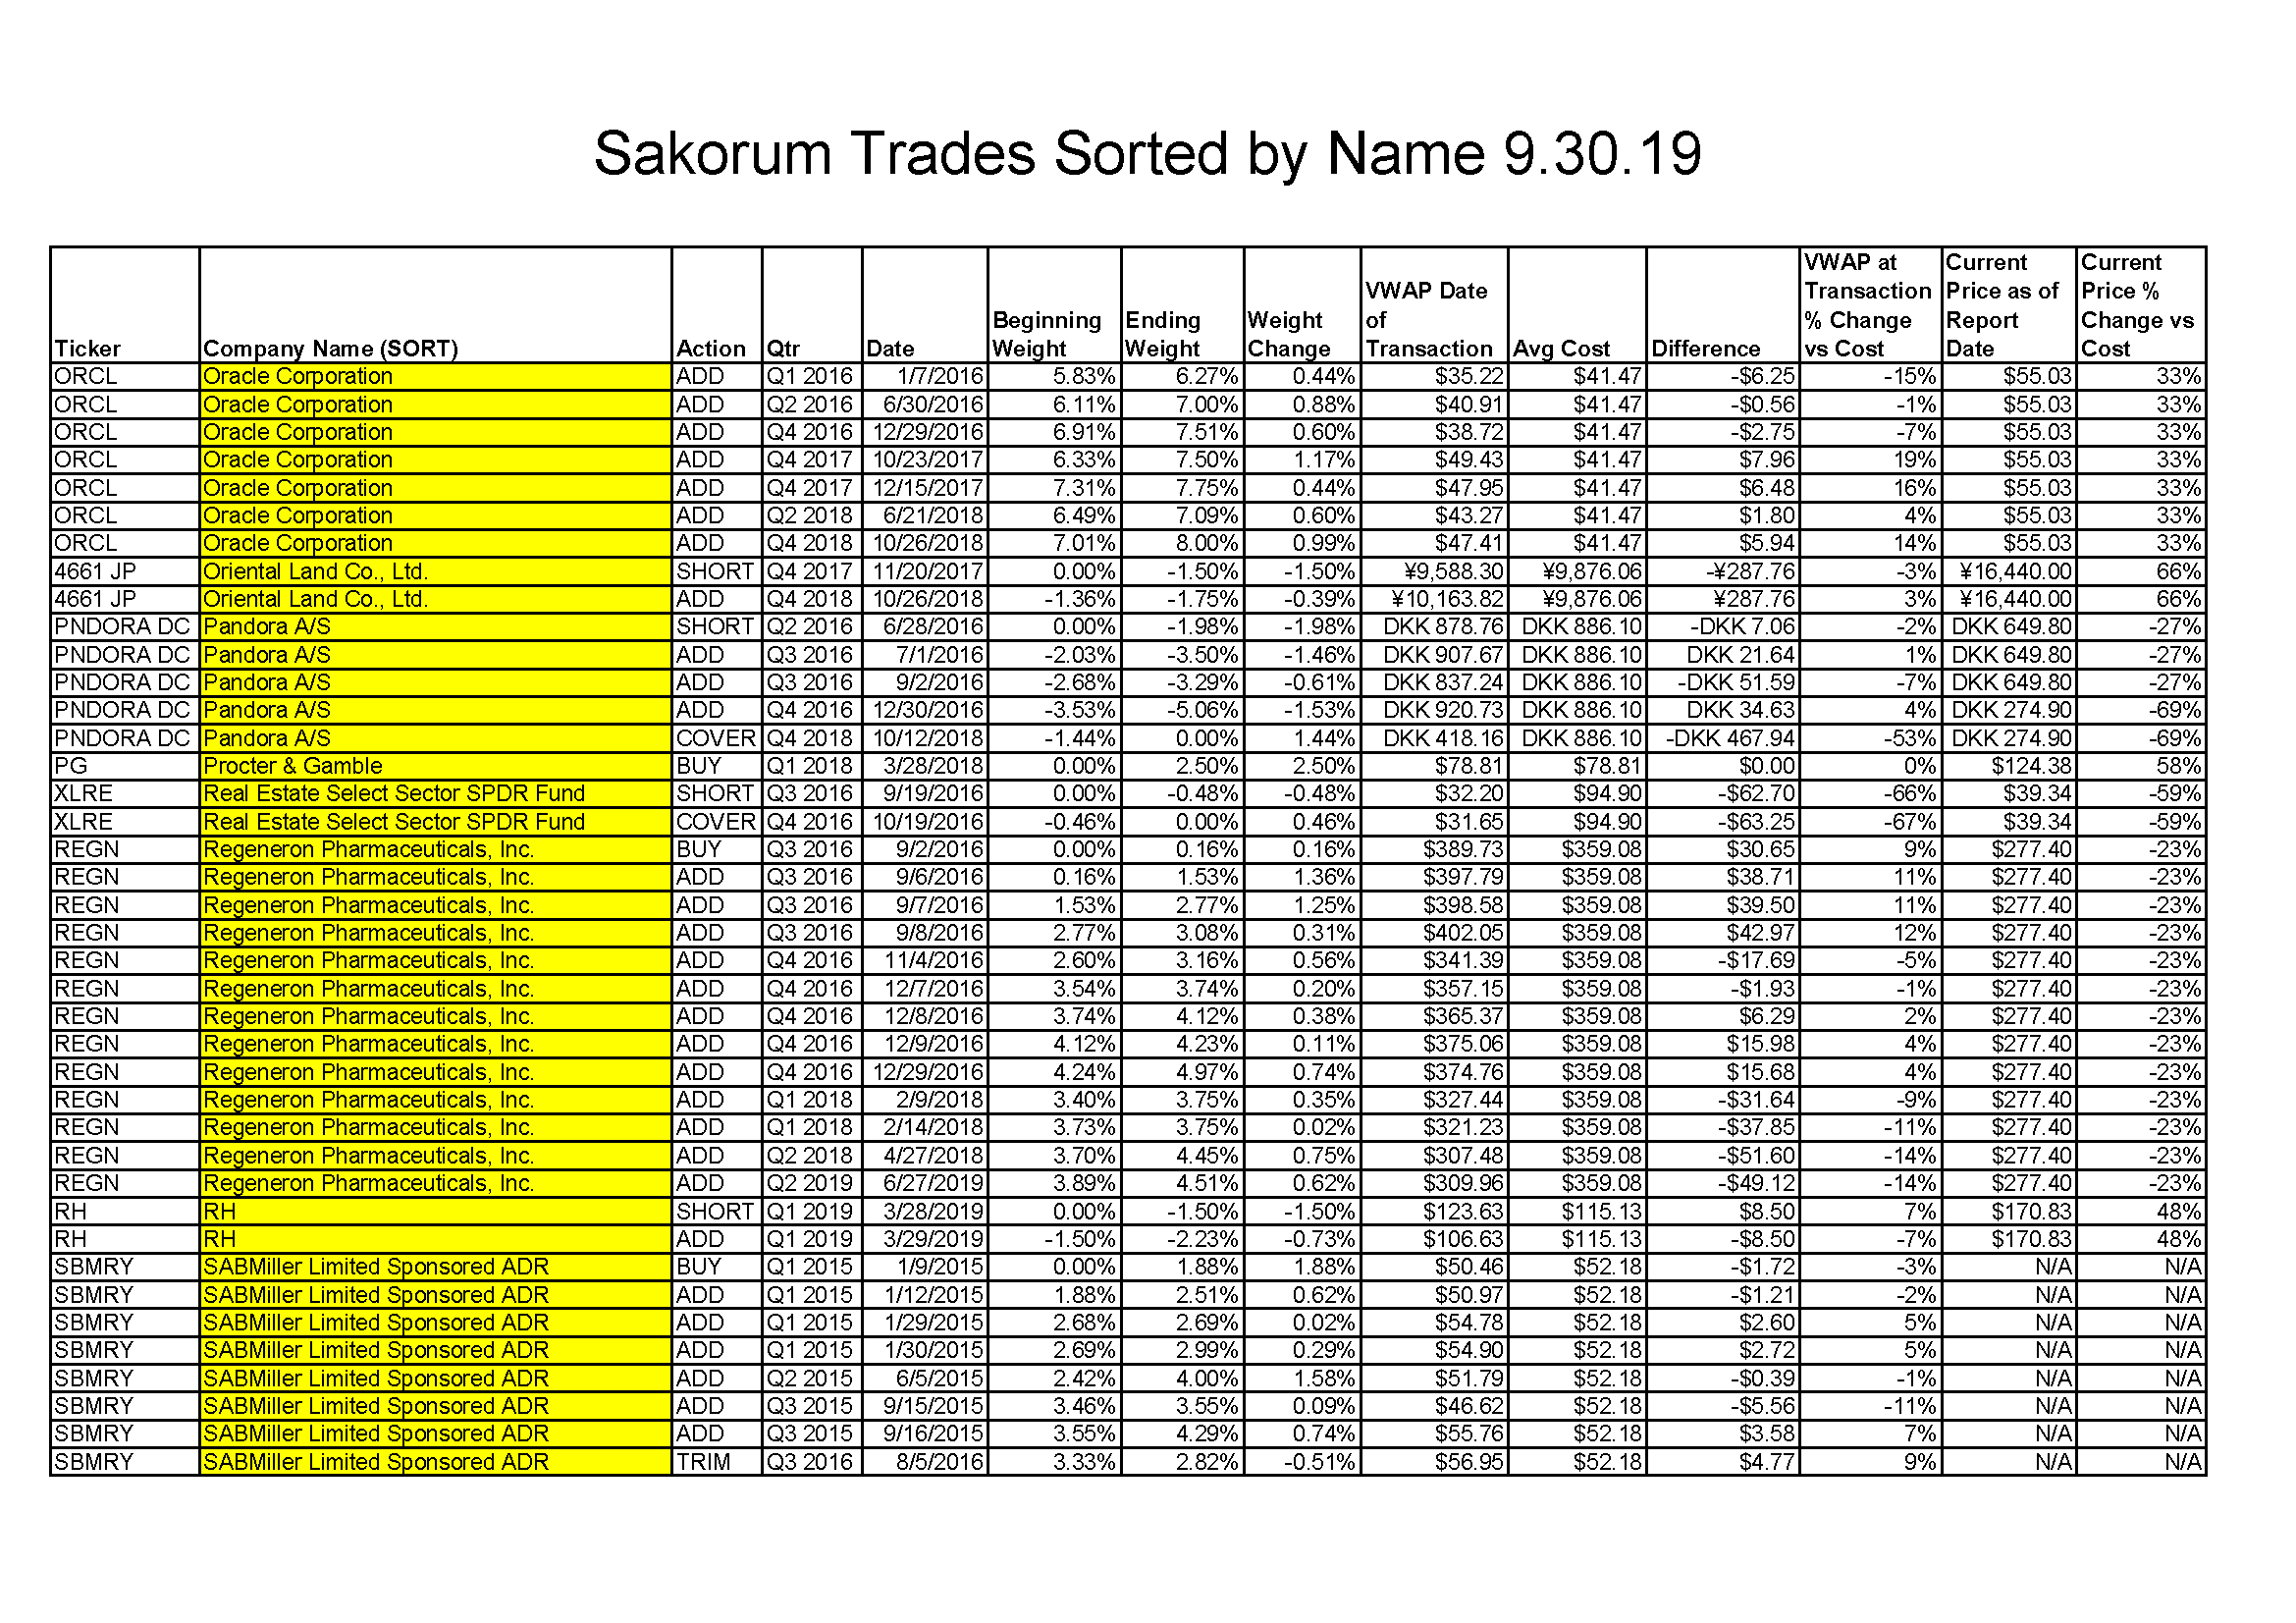 Sakorum Trades Sorted by Name 9.30.19
Ticker Company Name (SORT) Action Qtr Date Beginning Weight Ending Weight Weight Change VWAP Date of Transaction Avg Cost Difference VWAP at Transaction % Change vs Cost Current Price as of Report Date Current Price % Change vs Cost
ORCL Oracle Corporation ADD Q1 2016 1/7/2016 5.83% 6.27% 0.44% $35.22 $41.47 -$6.25 -15% $55.03 33%
ORCL Oracle Corporation ADD Q2 2016 6/30/2016 6.11% 7.00% 0.88% $40.91 $41.47 -$0.56 -1% $55.03 33%
ORCL Oracle Corporation ADD Q4 2016 12/29/2016 6.91% 7.51% 0.60% $38.72 $41.47 -$2.75 -7% $55.03 33%
ORCL Oracle Corporation ADD Q4 2017 10/23/2017 6.33% 7.50% 1.17% $49.43 $41.47 $7.96 19% $55.03 33%
ORCL Oracle Corporation ADD Q4 2017 12/15/2017 7.31% 7.75% 0.44% $47.95 $41.47 $6.48 16% $55.03 33%
ORCL Oracle Corporation ADD Q2 2018 6/21/2018 6.49% 7.09% 0.60% $43.27 $41.47 $1.80 4% $55.03 33%
ORCL Oracle Corporation ADD Q4 2018 10/26/2018 7.01% 8.00% 0.99% $47.41 $41.47 $5.94 14% $55.03 33%
4661 JP Oriental Land Co., Ltd. SHORT Q4 2017 11/20/2017 0.00% -1.50% -1.50% ¥9,588.30 ¥9,876.06 -¥287.76 -3% ¥16,440.00 66%
4661 JP Oriental Land Co., Ltd. ADD Q4 2018 10/26/2018 -1.36% -1.75% -0.39% ¥10,163.82 ¥9,876.06 ¥287.76 3% ¥16,440.00 66%
PNDORA DC Pandora A/S SHORT Q2 2016 6/28/2016 0.00% -1.98% -1.98% DKK 878.76 DKK 886.10 -DKK 7.06 -2% DKK 649.80 -27%
PNDORA DC Pandora A/S ADD Q3 2016 7/1/2016 -2.03% -3.50% -1.46% DKK 907.67 DKK 886.10 DKK 21.64 1% DKK 649.80 -27%
PNDORA DC Pandora A/S ADD Q3 2016 9/2/2016 -2.68% -3.29% -0.61% DKK 837.24 DKK 886.10 -DKK 51.59 -7% DKK 649.80 -27%
PNDORA DC Pandora A/S ADD Q4 2016 12/30/2016 -3.53% -5.06% -1.53% DKK 920.73 DKK 886.10 DKK 34.63 4% DKK 274.90 -69%
PNDORA DC Pandora A/S COVER Q4 2018 10/12/2018 -1.44% 0.00% 1.44% DKK 418.16 DKK 886.10 -DKK 467.94 -53% DKK 274.90 -69%
PG Procter & Gamble BUY Q1 2018 3/28/2018 0.00% 2.50% 2.50% $78.81 $78.81 $0.00 0% $124.38 58%
XLRE Real Estate Select Sector SPDR Fund SHORT Q3 2016 9/19/2016 0.00% -0.48% -0.48% $32.20 $94.90 -$62.70 -66% $39.34 -59%
XLRE Real Estate Select Sector SPDR Fund COVER Q4 2016 10/19/2016 -0.46% 0.00% 0.46% $31.65 $94.90 -$63.25 -67% $39.34 -59%
REGN Regeneron Pharmaceuticals, Inc. BUY Q3 2016 9/2/2016 0.00% 0.16% 0.16% $389.73 $359.08 $30.65 9% $277.40 -23%
REGN Regeneron Pharmaceuticals, Inc. ADD Q3 2016 9/6/2016 0.16% 1.53% 1.36% $397.79 $359.08 $38.71 11% $277.40 -23%
REGN Regeneron Pharmaceuticals, Inc. ADD Q3 2016 9/7/2016 1.53% 2.77% 1.25% $398.58 $359.08 $39.50 11% $277.40 -23%
REGN Regeneron Pharmaceuticals, Inc. ADD Q3 2016 9/8/2016 2.77% 3.08% 0.31% $402.05 $359.08 $42.97 12% $277.40 -23%
REGN Regeneron Pharmaceuticals, Inc. ADD Q4 2016 11/4/2016 2.60% 3.16% 0.56% $341.39 $359.08 -$17.69 -5% $277.40 -23%
REGN Regeneron Pharmaceuticals, Inc. ADD Q4 2016 12/7/2016 3.54% 3.74% 0.20% $357.15 $359.08 -$1.93 -1% $277.40 -23%
REGN Regeneron Pharmaceuticals, Inc. ADD Q4 2016 12/8/2016 3.74% 4.12% 0.38% $365.37 $359.08 $6.29 2% $277.40 -23%
REGN Regeneron Pharmaceuticals, Inc. ADD Q4 2016 12/9/2016 4.12% 4.23% 0.11% $375.06 $359.08 $15.98 4% $277.40 -23%
REGN Regeneron Pharmaceuticals, Inc. ADD Q4 2016 12/29/2016 4.24% 4.97% 0.74% $374.76 $359.08 $15.68 4% $277.40 -23%
REGN Regeneron Pharmaceuticals, Inc. ADD Q1 2018 2/9/2018 3.40% 3.75% 0.35% $327.44 $359.08 -$31.64 -9% $277.40 -23%
REGN Regeneron Pharmaceuticals, Inc. ADD Q1 2018 2/14/2018 3.73% 3.75% 0.02% $321.23 $359.08 -$37.85 -11% $277.40 -23%
REGN Regeneron Pharmaceuticals, Inc. ADD Q2 2018 4/27/2018 3.70% 4.45% 0.75% $307.48 $359.08 -$51.60 -14% $277.40 -23%
REGN Regeneron Pharmaceuticals, Inc. ADD Q2 2019 6/27/2019 3.89% 4.51% 0.62% $309.96 $359.08 -$49.12 -14% $277.40 -23%
RH RH SHORT Q1 2019 3/28/2019 0.00% -1.50% -1.50% $123.63 $115.13 $8.50 7% $170.83 48%
RH RH ADD Q1 2019 3/29/2019 -1.50% -2.23% -0.73% $106.63 $115.13 -$8.50 -7% $170.83 48%
SBMRY SABMiller Limited Sponsored ADR BUY Q1 2015 1/9/2015 0.00% 1.88% 1.88% $50.46 $52.18 -$1.72 -3% N/A N/A
SBMRY SABMiller Limited Sponsored ADR ADD Q1 2015 1/12/2015 1.88% 2.51% 0.62% $50.97 $52.18 -$1.21 -2% N/A N/A
SBMRY SABMiller Limited Sponsored ADR ADD Q1 2015 1/29/2015 2.68% 2.69% 0.02% $54.78 $52.18 $2.60 5% N/A N/A
SBMRY SABMiller Limited Sponsored ADR ADD Q1 2015 1/30/2015 2.69% 2.99% 0.29% $54.90 $52.18 $2.72 5% N/A N/A
SBMRY SABMiller Limited Sponsored ADR ADD Q2 2015 6/5/2015 2.42% 4.00% 1.58% $51.79 $52.18 -$0.39 -1% N/A N/A
SBMRY SABMiller Limited Sponsored ADR ADD Q3 2015 9/15/2015 3.46% 3.55% 0.09% $46.62 $52.18 -$5.56 -11% N/A N/A
SBMRY SABMiller Limited Sponsored ADR ADD Q3 2015 9/16/2015 3.55% 4.29% 0.74% $55.76 $52.18 $3.58 7% N/A N/A
SBMRY SABMiller Limited Sponsored ADR TRIM Q3 2016 8/5/2016 3.33% 2.82% -0.51% $56.95 $52.18 $4.77 9% N/A N/A